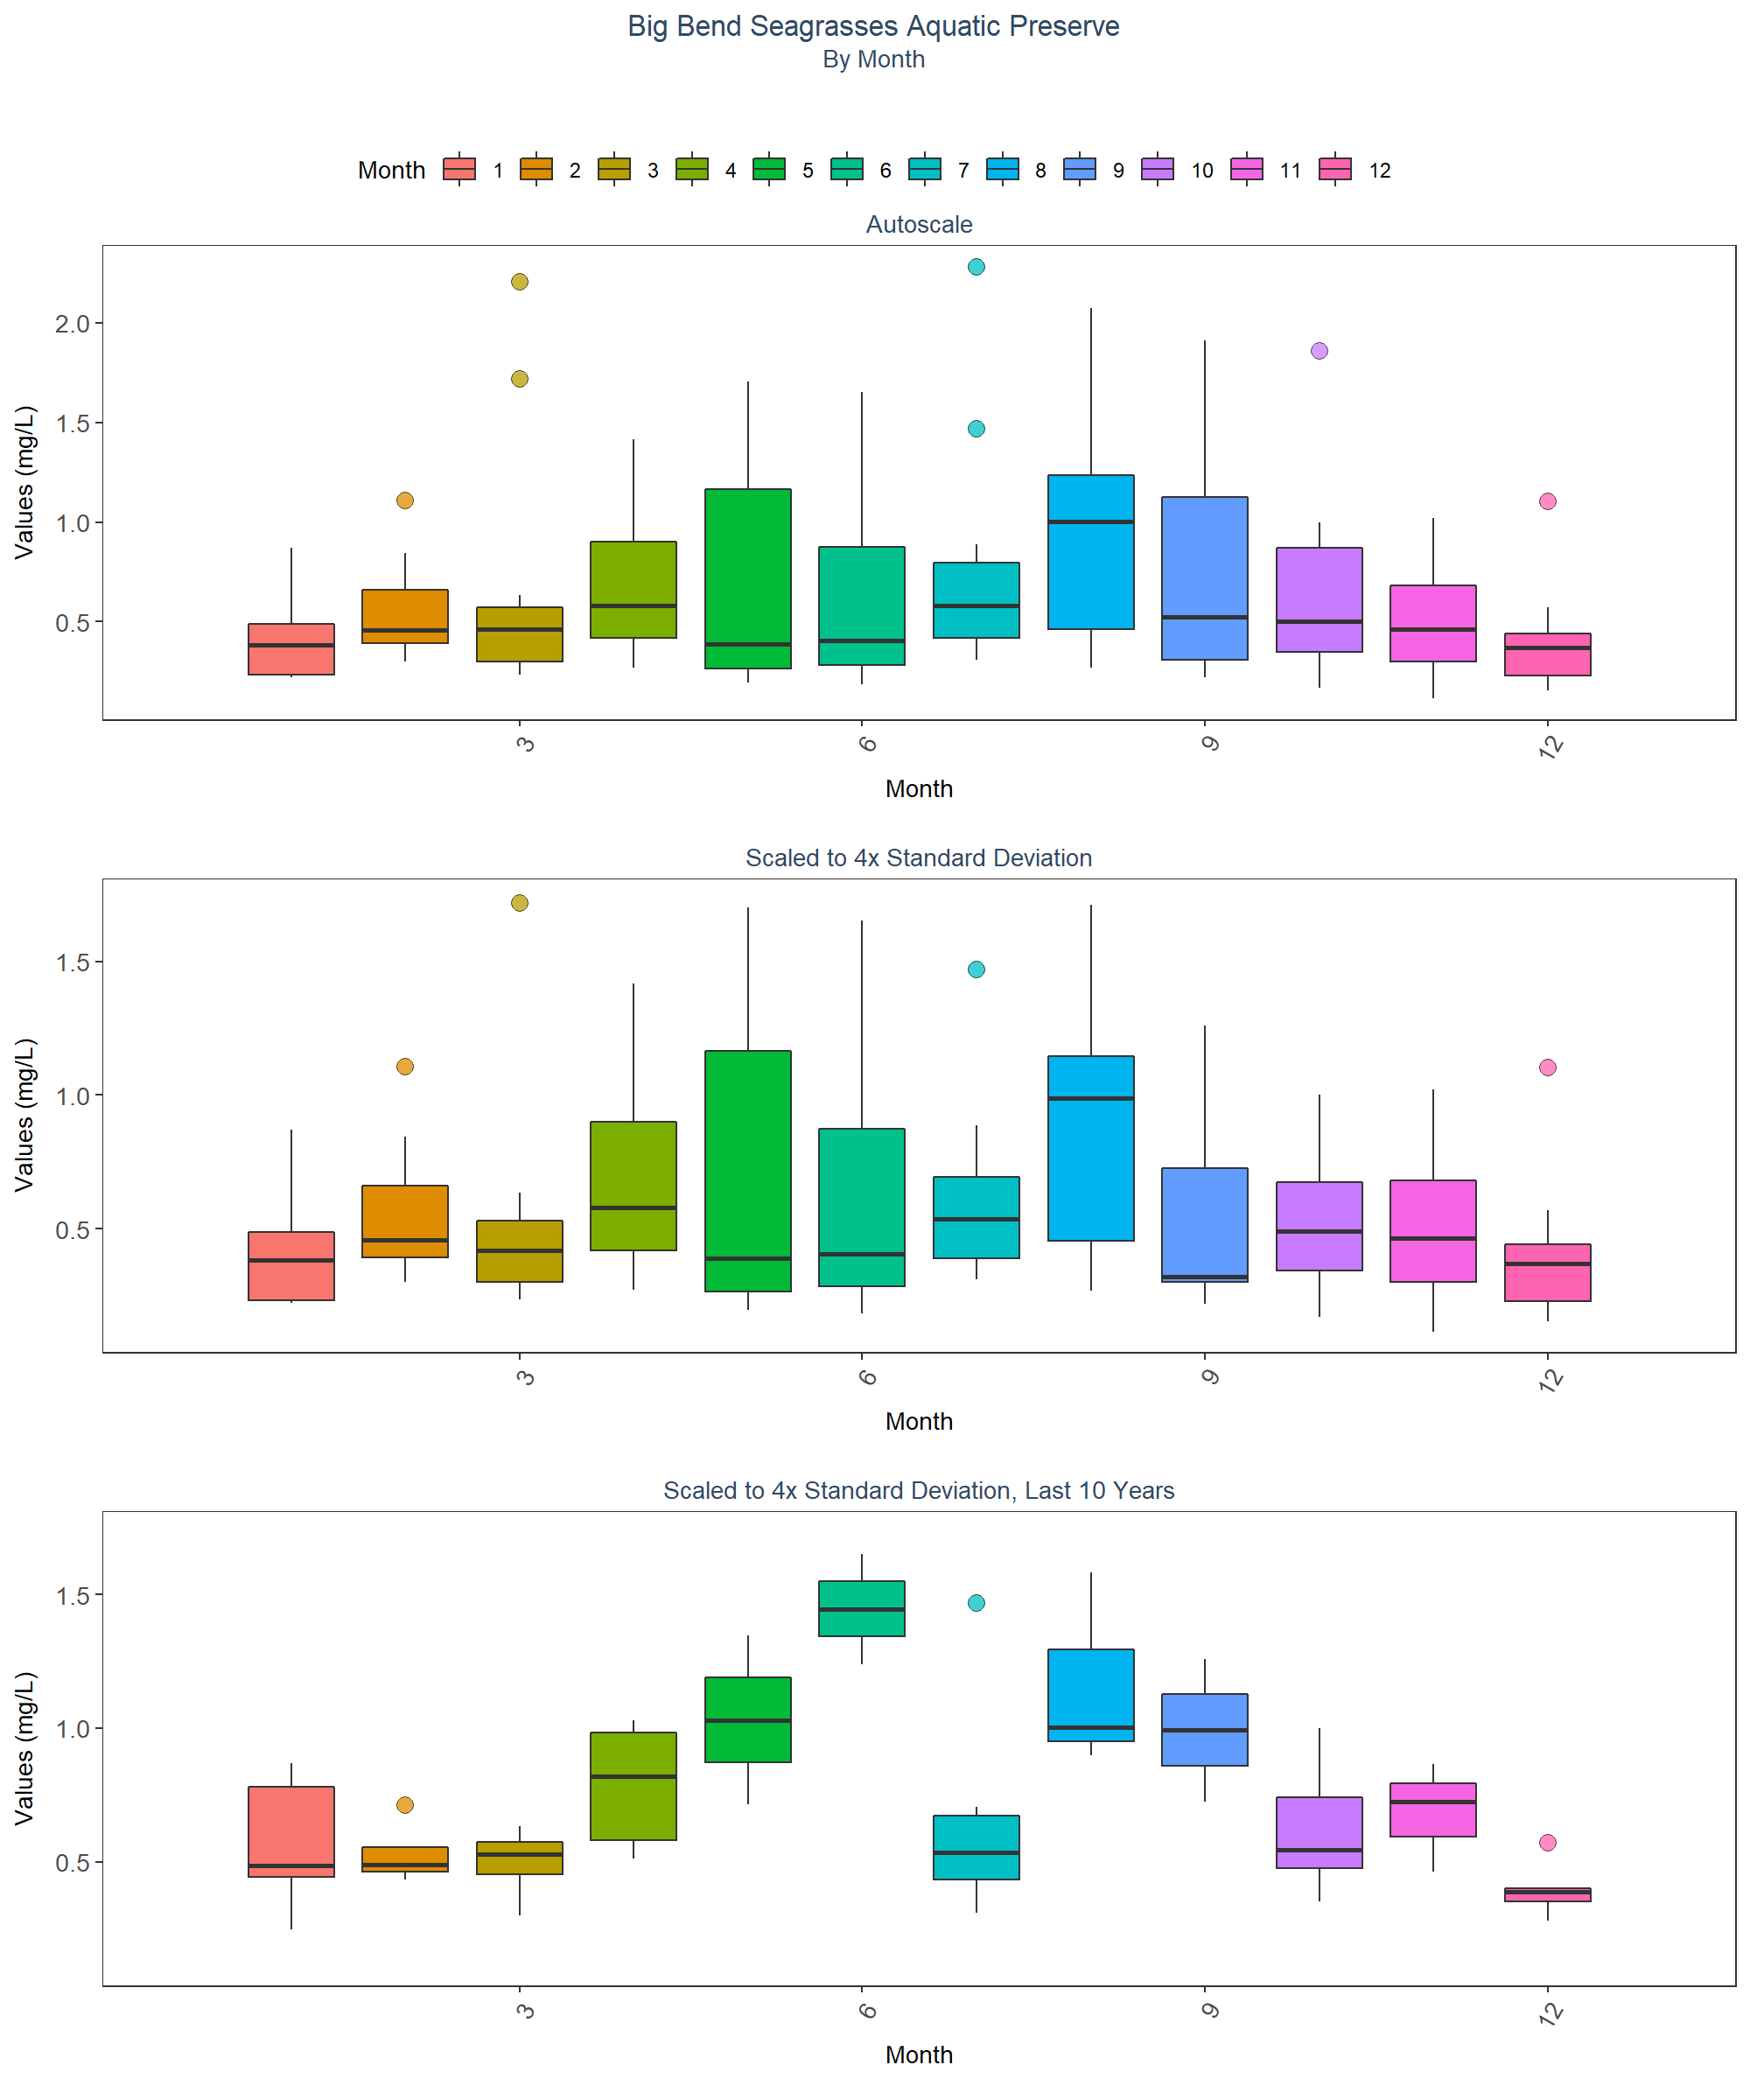 Big Bend Seagrasses Aquatic Preserve
By Month
Month 1 2 3 4 5 6 7 8 9 10 11 12
Autoscale
Values (mg/L)
2.0
1.5
1.0
0.5
3 6 9 12
Month
Scaled to 4x Standard Deviation
Values (mg/L)
1.5
1.0
0.5
3 6 9 12
Month
Scaled to 4x Standard Deviation, Last 10 Years
Values (mg/L)
1.5
1.0
0.5
3 6 9 12
Month